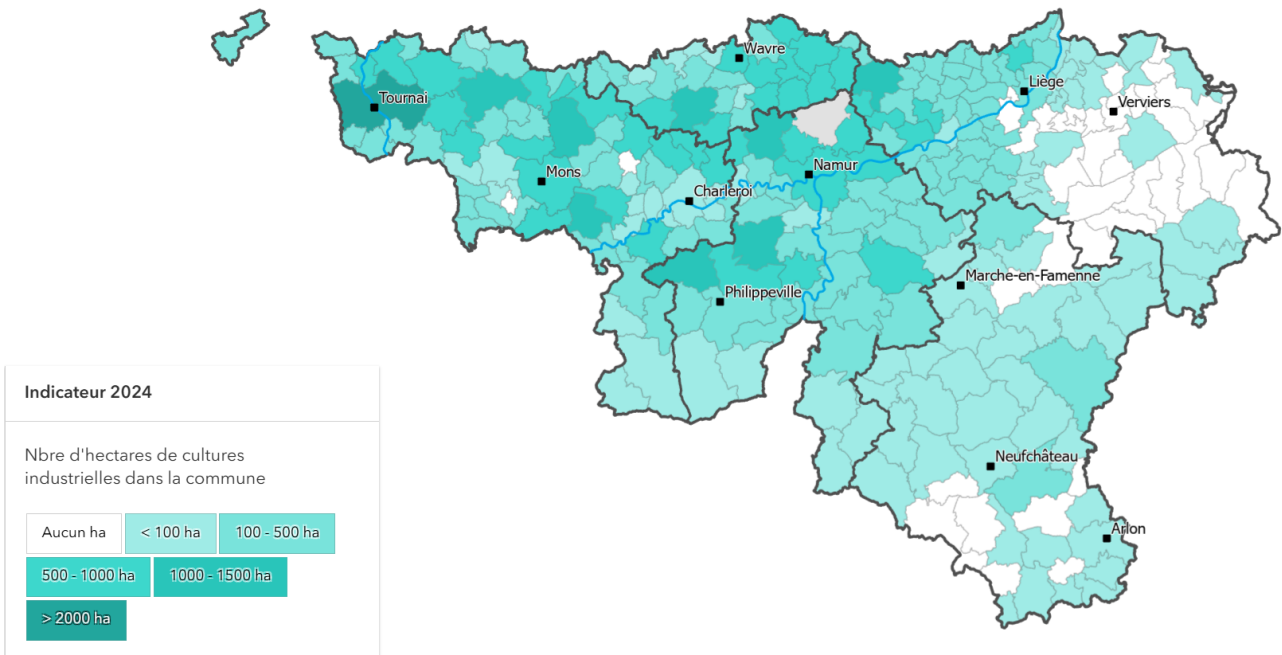 Wavre
Liège
Tournai
Verviers
Mons
Namur
Charleroi
Marche-en-Famenne
Philippeville
Indicateur 2024
Nbre d'hectares de cultures
industrielles dans la commune
Neufchâteau
Aucun ha
< 100 ha
100 - 500 ha
Arlon
500 - 1000 ha
1000 - 1500 ha
> 2000 ha